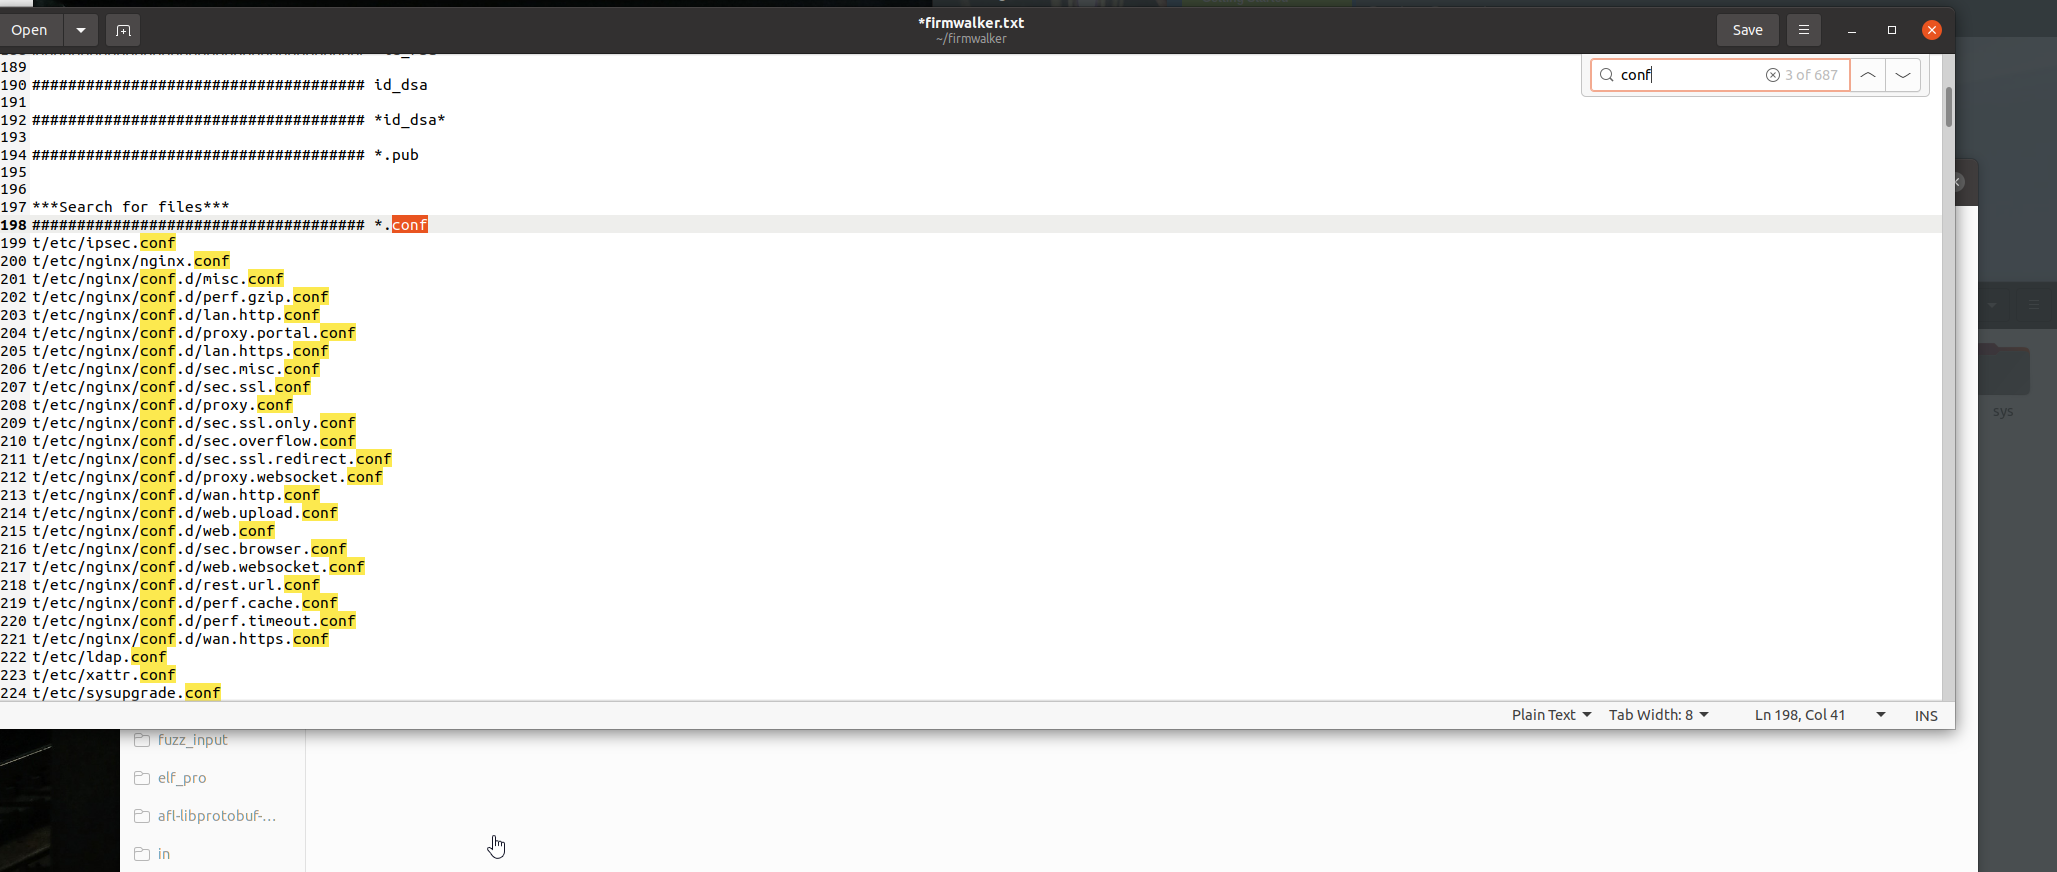 Open
*firmwalker.txt
~/firmwalker
Save
conf
3 of 687
189
190 ##################################### id_dsa
191
192 ##################################### *id_dsa*
193
194 ##################################### *.pub
195
196
197 ***Search for files***
198 ##################################### *.conf
199 t/etc/ipsec.conf
200 t/etc/nginx/nginx.conf
201 t/etc/nginx/conf.d/misc.conf
202 t/etc/nginx/conf.d/perf.gzip.conf
203 t/etc/nginx/conf.d/lan.http.conf
204 t/etc/nginx/conf.d/proxy.portal.conf
205 t/etc/nginx/conf.d/lan.https.conf
206 t/etc/nginx/conf.d/sec.misc.conf
207 t/etc/nginx/conf.d/sec.ssl.conf
208 t/etc/nginx/conf.d/proxy.conf
209 t/etc/nginx/conf.d/sec.ssl.only.conf
210 t/etc/nginx/conf.d/sec.overflow.conf
211 t/etc/nginx/conf.d/sec.ssl.redirect.conf
212 t/etc/nginx/conf.d/proxy.websocket.conf
213 t/etc/nginx/conf.d/wan.http.conf
214 t/etc/nginx/conf.d/web.upload.conf
215 t/etc/nginx/conf.d/web.conf
216 t/etc/nginx/conf.d/sec.browser.conf
217 t/etc/nginx/conf.d/web.websocket.conf
218 t/etc/nginx/conf.d/rest.url.conf
219 t/etc/nginx/conf.d/perf.cache.conf
220 t/etc/nginx/conf.d/perf.timeout.conf
221 t/etc/nginx/conf.d/wan.https.conf
222 t/etc/ldap.conf
223 t/etc/xattr.conf
224 t/etc/sysupgrade.conf
sys
Plain Text
Tab Width: 8
Ln 198, Col 41
INS
fuzz_input
elf_pro
afl-libprotobuf-...
in